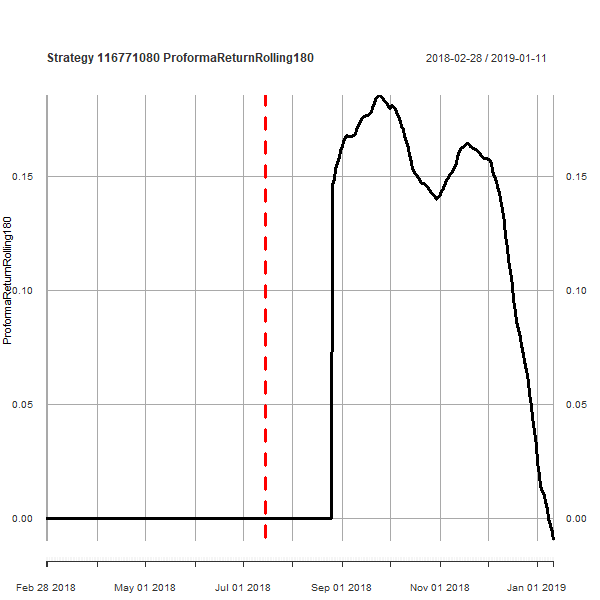 Strategy 116771080 ProformaReturnRolling180
2018-02-28 / 2019-01-11
ProformaReturnRolling180
0.15
0.10
0.05
0.00
0.15
0.10
0.05
0.00
Feb 28 2018
May 01 2018
Jul 01 2018
Sep 01 2018
Nov 01 2018
Jan 01 2019